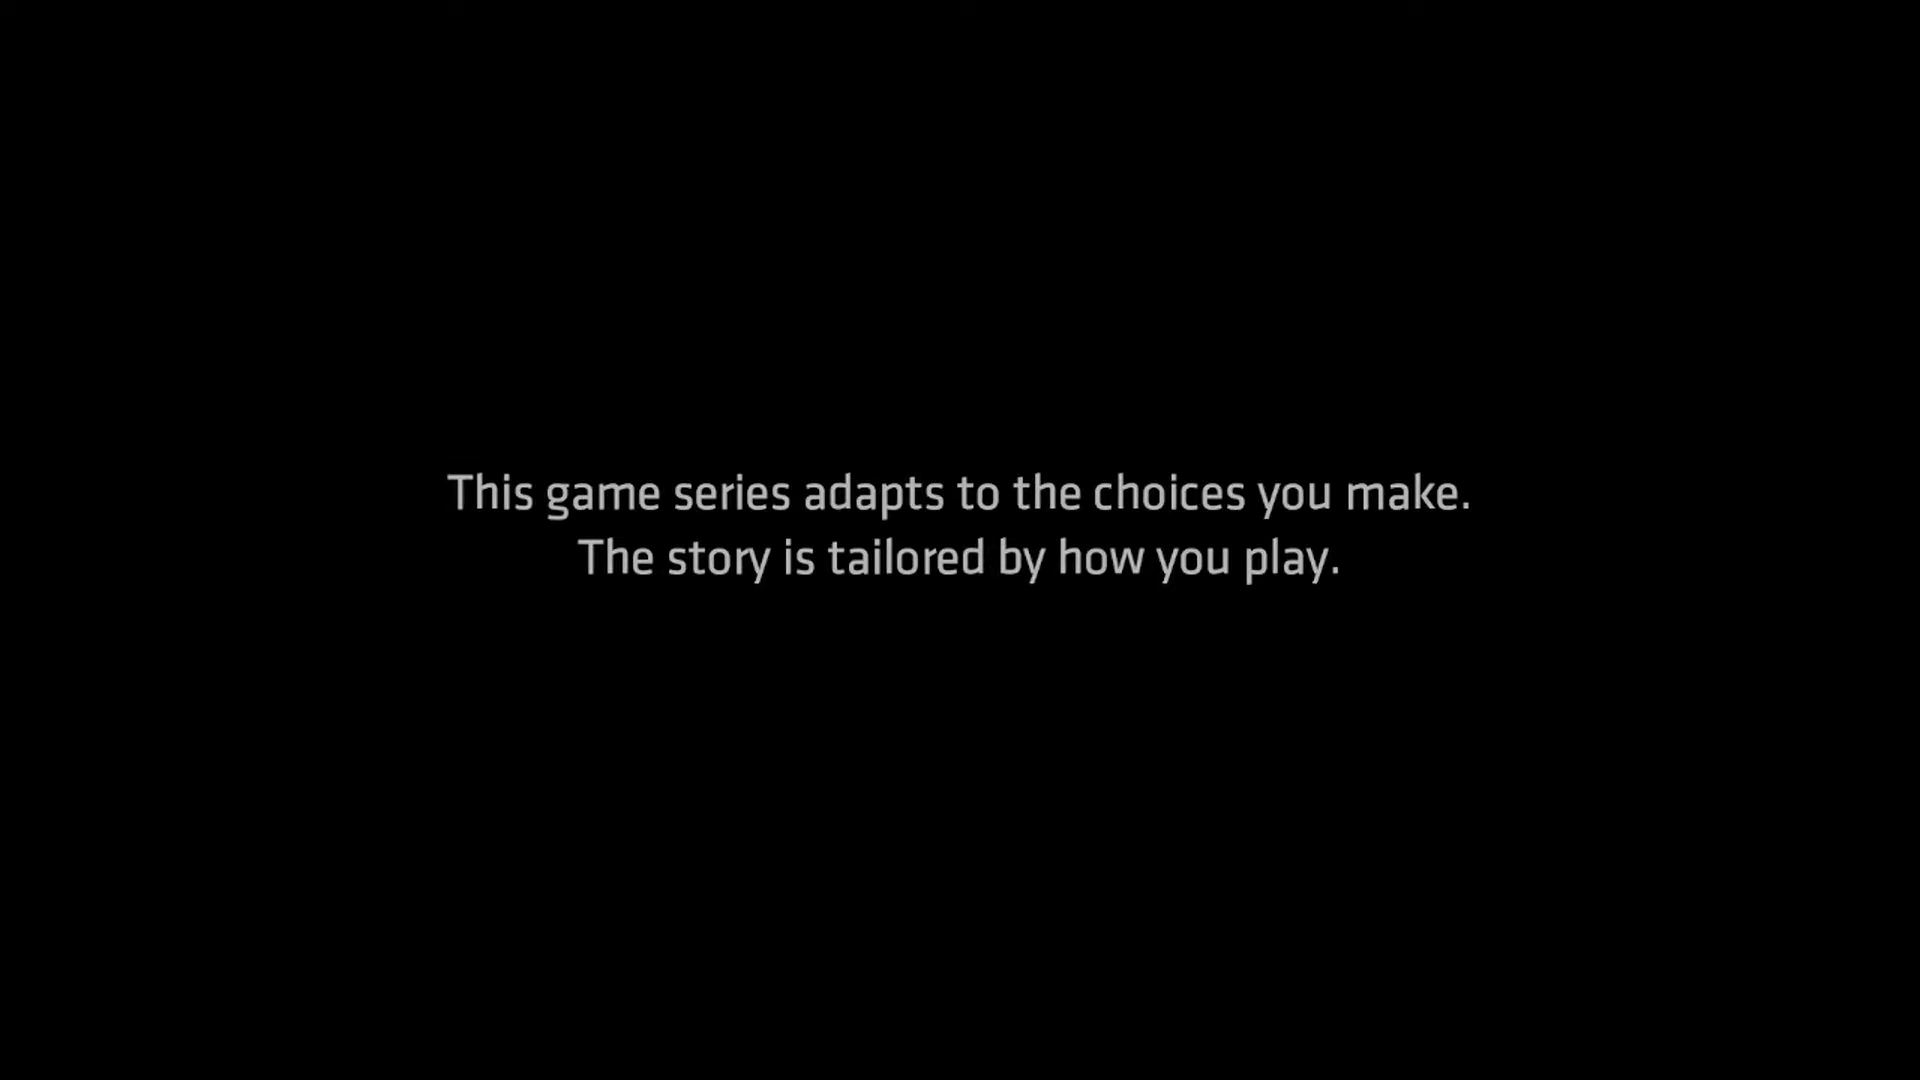 This game series adapts to the choices you make.
The story is tailored by how you play.